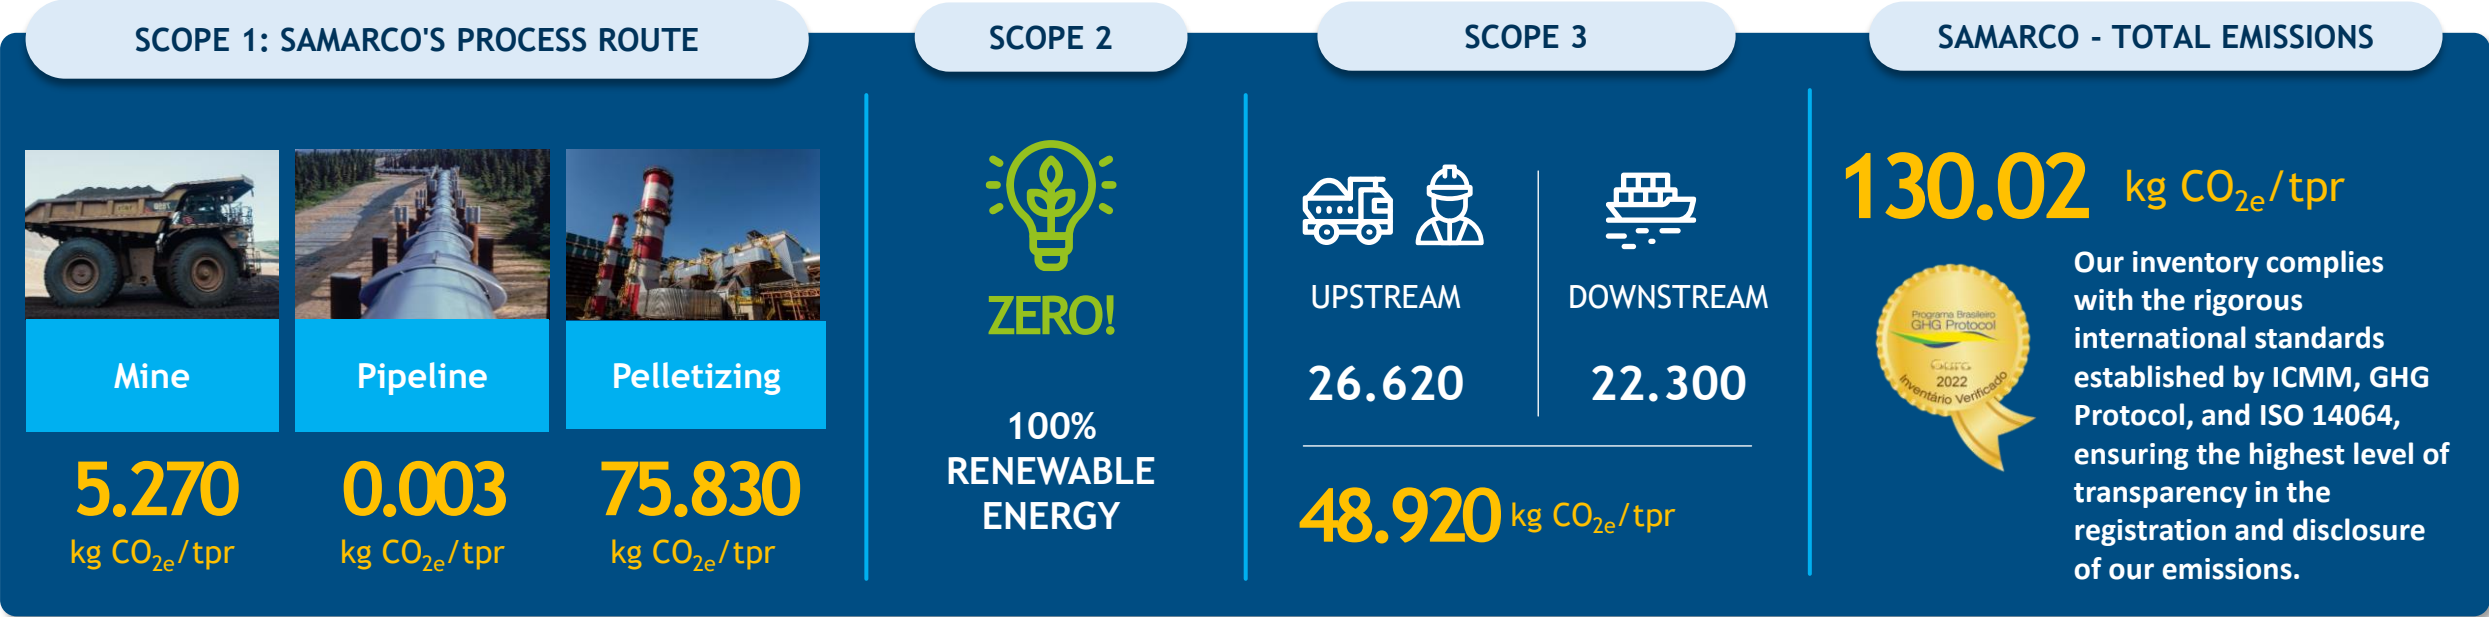 SCOPE 1: SAMARCO'S PROCESS ROUTE
Mine
5.270
kg CO2e/tpr
Pipeline
0.003
kg CO2e/tpr
Pelletizing
75.830
kg CO2e/tpr
SCOPE 2
ZERO!
100%
RENEWABLE
ENERGY
SCOPE 3
UPSTREAM
26.620
DOWNSTREAM
22.300
48.920 kg CO2e/tpr
SAMARCO - TOTAL EMISSIONS
130.02 kg CO2e/tpr
Programa Brasileiro
GHG Protocol
2022
Inventário Verificado
Our inventory complies
with the rigorous
international standards
established by ICMM, GHG
Protocol, and ISO 14064,
ensuring the highest level of
transparency in the
registration and disclosure
of our emissions.